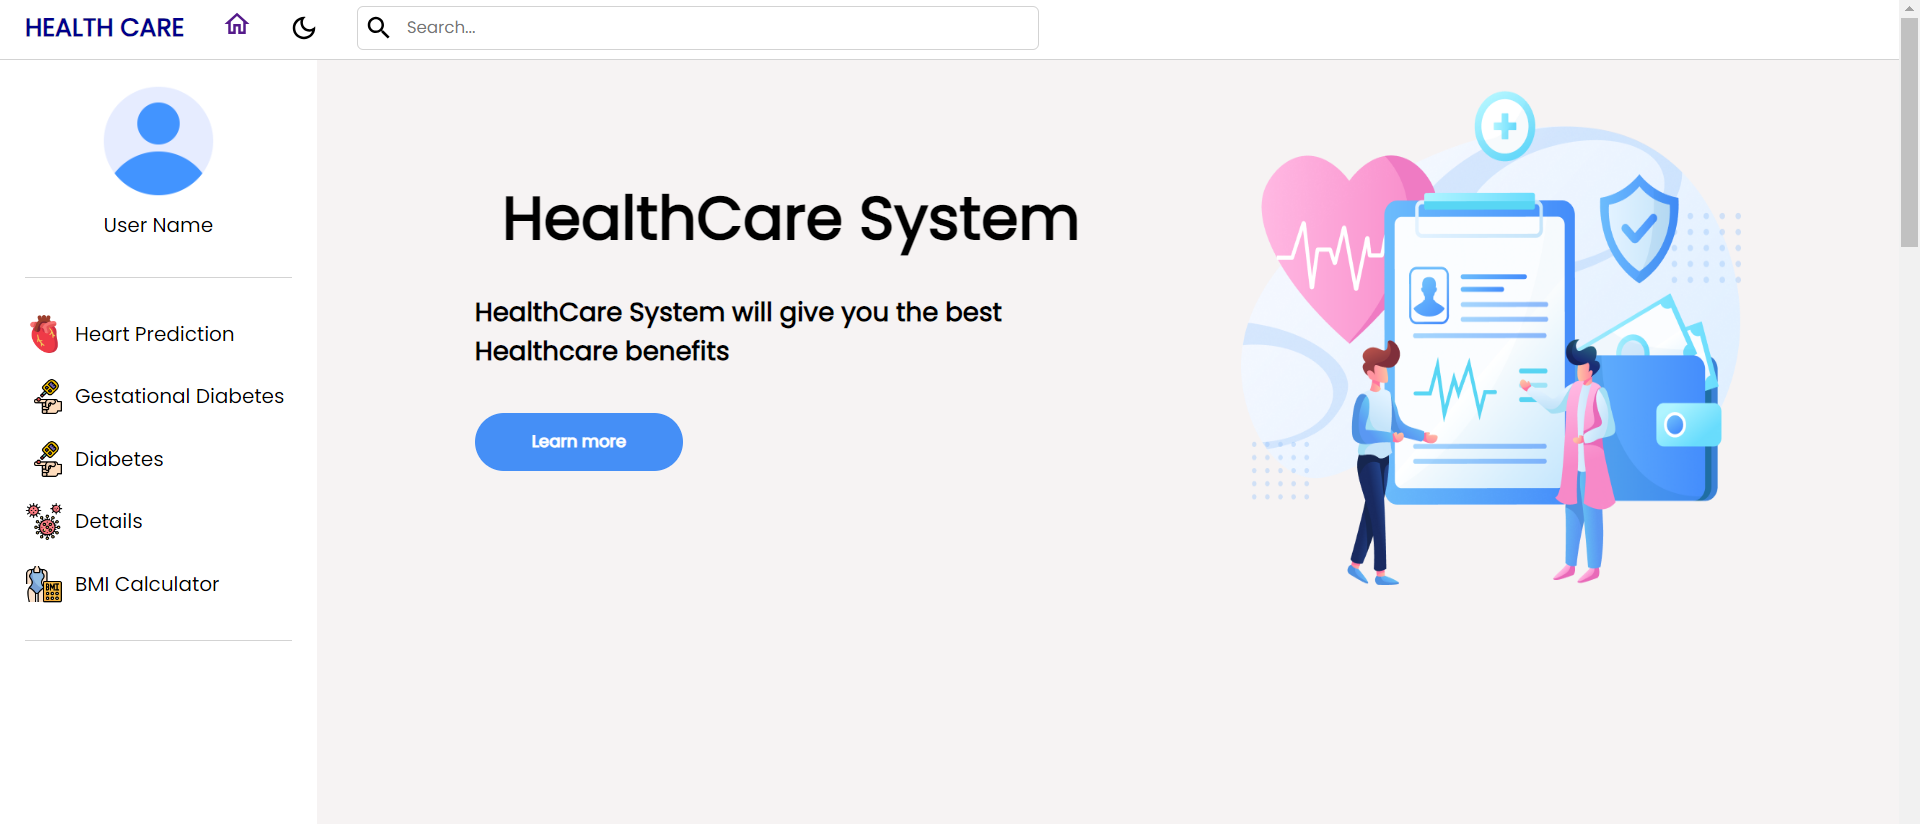 HEALTH CARE
Search...
User Name
Heart Prediction
Gestational Diabetes
Diabetes
Details
BMI
BMI Calculator
HealthCare System
HealthCare System will give you the best
Healthcare benefits
Learn more